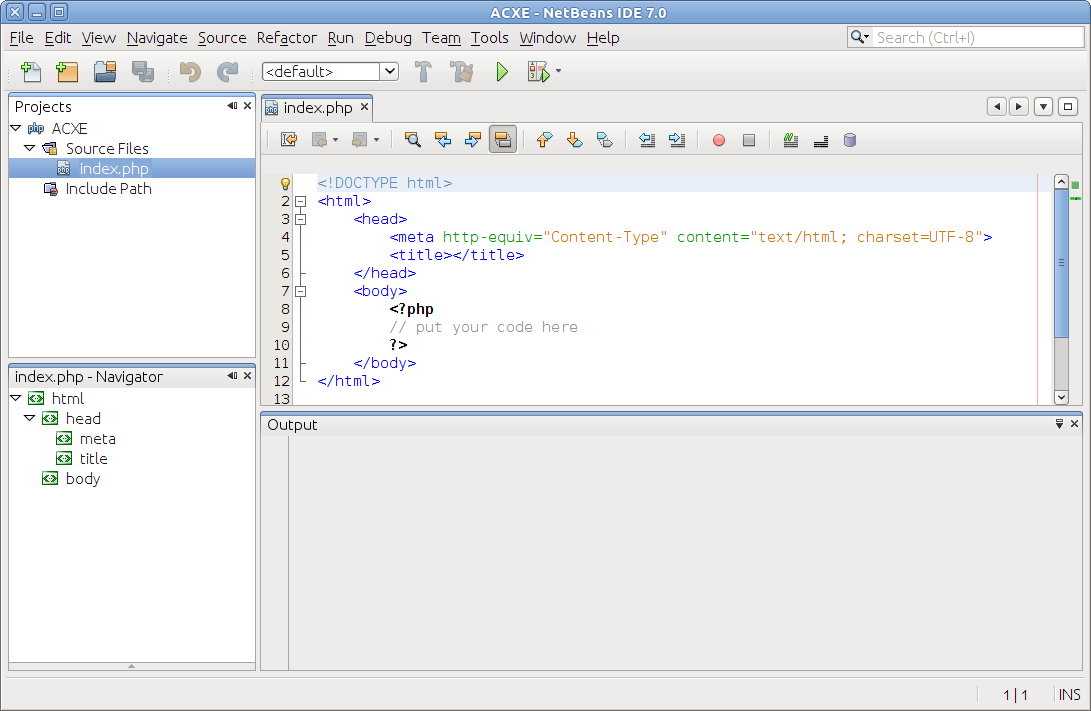 ACXE - NetBeans IDE 7.0
File Edit View Navigate Source Refactor Run Debug Team Tools Window Help
Search (Ctrl+I)
<default>
Projects
ACXE
Source Files
index.php
Include Path
index.php - Navigator
html
head
meta
title
body
index.php
<!DOCTYPE html>
2 <html>
3 <head>
4 <meta http-equiv="Content-Type" content="text/html; charset=UTF-8">
5 <title></title>
6 </head>
7 <body>
8 <?php
9 // put your code here
10 ?>
11 </body>
12 </html>
13
Output
1|1 INS